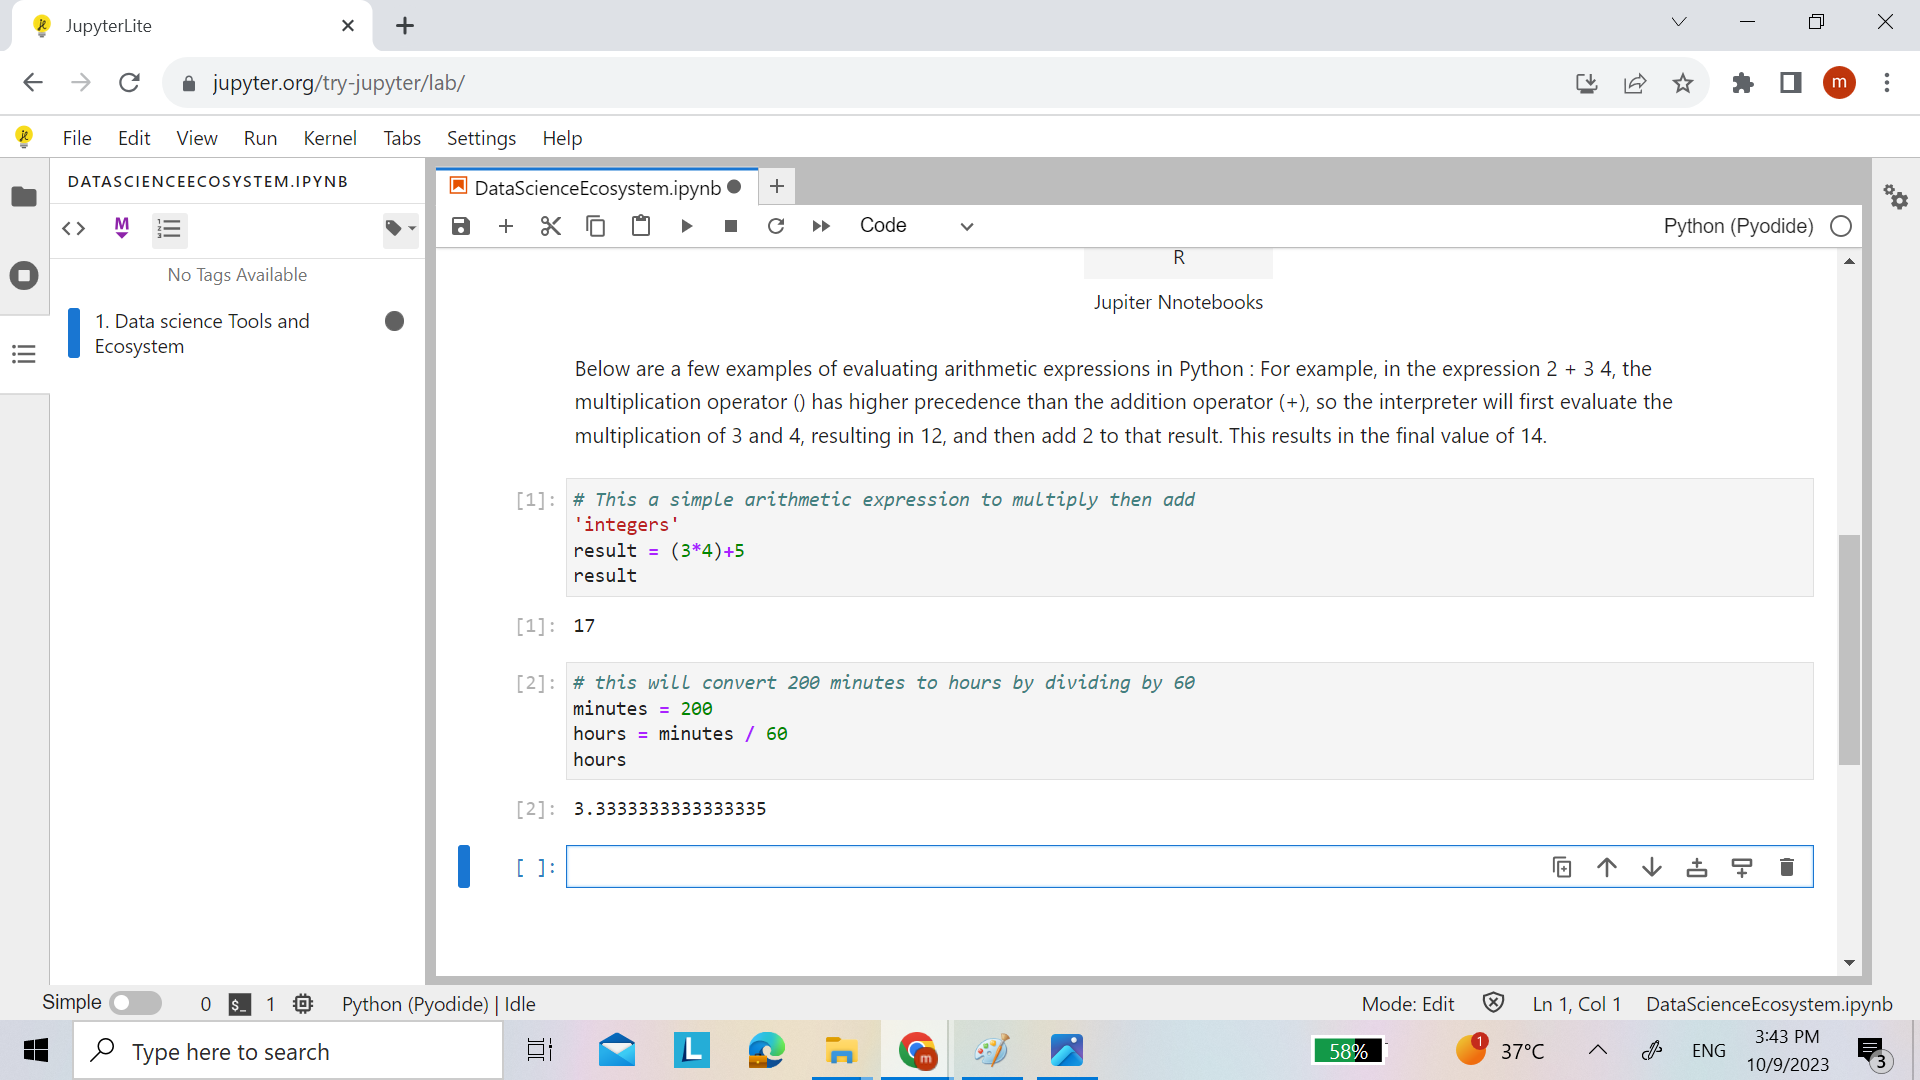 JupyterLite
jupyter.org/try-jupyter/lab/
m
File Edit View Run Kernel Tabs Settings Help
DATASCIENCEECOSYSTEM.IPYNB
M
No Tags Available
1. Data science Tools and
Ecosystem
DataScienceEcosystem.ipynb
Code
Python (Pyodide)
R
Jupiter Nnotebooks
Below are a few examples of evaluating arithmetic expressions in Python : For example, in the expression 2 + 3 4, the
multiplication operator () has higher precedence than the addition operator (+), so the interpreter will first evaluate the
multiplication of 3 and 4, resulting in 12, and then add 2 to that result. This results in the final value of 14.
[1]: # This a simple arithmetic expression to multiply then add
'integers'
result = (3*4)+5
result
[1]: 17
[2]: # this will convert 200 minutes to hours by dividing by 60
minutes = 200
hours = minutes / 60
hours
[2]: 3.3333333333333335
[ ]:
Simple 0 $_ 1 Python (Pyodide) | Idle
Mode: Edit Ln 1, Col 1 DataScienceEcosystem.ipynb
Type here to search
L
m
58%
1
37°C
ENG
3:43 PM
10/9/2023
3